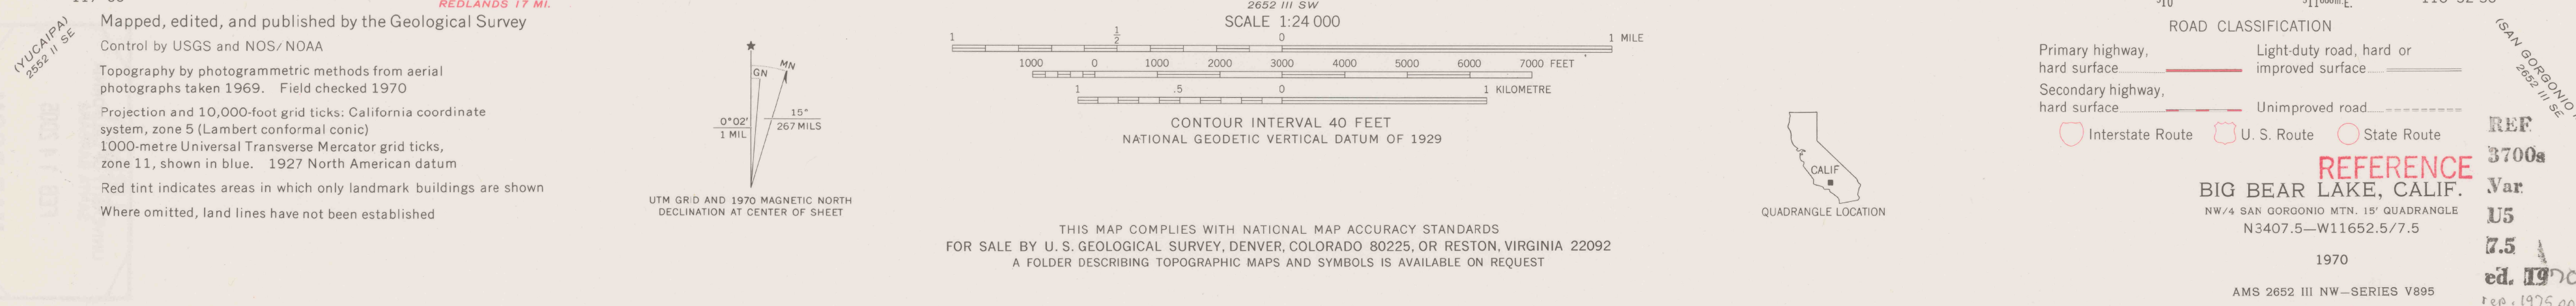 REDLANDS 17 MI.
(YUCAIPA)
2552 II SE
Mapped, edited, and published by the Geological Survey
Control by USGS and NOS/NOAA
Topography by photogrammetric methods from aerial
photographs taken 1969. Field checked 1970
Projection and 10,000-foot grid ticks: California coordinate
system, zone 5 (Lambert conformal conic)
1000-metre Universal Transverse Mercator grid ticks,
zone 11, shown in blue. 1927 North American datum
Red tint indicates areas in which only landmark buildings are shown
Where omitted, land lines have not been established
★
GN
MN
0°02'
1 MIL
15°
267 MILS
UTM GRID AND 1970 MAGNETIC NORTH
DECLINATION AT CENTER OF SHEET
2652 III SW
SCALE 1:24 000
1 ½ 0 1 MILE
1000 0 1000 2000 3000 4000 5000 6000 7000 FEET
1 .5 0 1 KILOMETRE
CONTOUR INTERVAL 40 FEET
NATIONAL GEODETIC VERTICAL DATUM OF 1929
THIS MAP COMPLIES WITH NATIONAL MAP ACCURACY STANDARDS
FOR SALE BY U. S. GEOLOGICAL SURVEY, DENVER, COLORADO 80225, OR RESTON, VIRGINIA 22092
A FOLDER DESCRIBING TOPOGRAPHIC MAPS AND SYMBOLS IS AVAILABLE ON REQUEST
CALIF
QUADRANGLE LOCATION
ROAD CLASSIFICATION
Primary highway,
hard surface
Light-duty road, hard or
improved surface
Secondary highway,
hard surface
Unimproved road
Interstate Route
U. S. Route
State Route
REFERENCE
BIG BEAR LAKE, CALIF.
NW/4 SAN GORGONIO MTN. 15' QUADRANGLE
N3407.5—W11652.5/7.5
1970
AMS 2652 III NW—SERIES V895
2652 III SE
REF
3700s
Var.
U5
7.5
ed. 1970